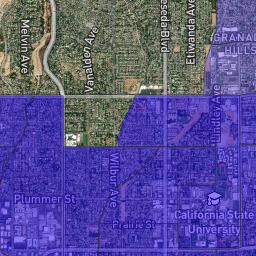 Melvin Ave
Vanalden Ave
Reseda Blvd
Etiwanda Ave
GRANADA
HILLS
Lindley Ave
Wilbur Ave
Plummer St
Prairie St
California State
University